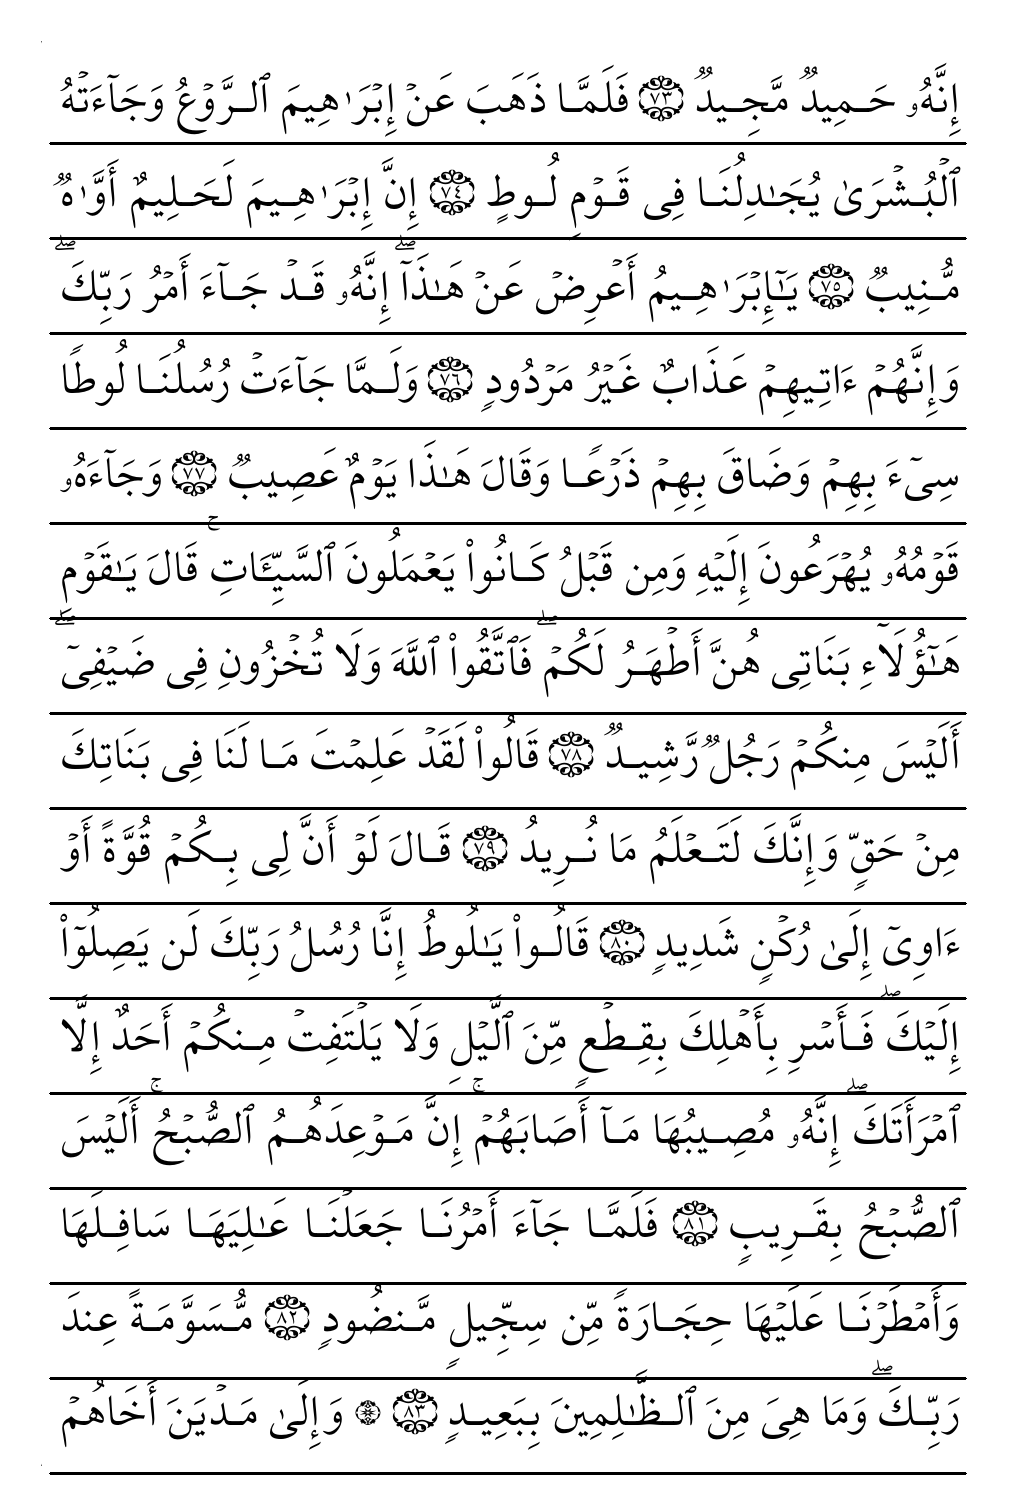 إِنَّهُۥ حَمِيدٌ مَّجِيدٌ ٧٣ فَلَمَّا ذَهَبَ عَنْ إِبْرَٰهِيمَ ٱلرَّوْعُ وَجَآءَتْهُ
ٱلْبُشْرَىٰ يُجَـٰدِلُنَا فِى قَوْمِ لُوطٍ ٧٤ إِنَّ إِبْرَٰهِيمَ لَحَلِيمٌ أَوَّٰهٌ
مُّنِيبٌ ٧٥ يَـٰٓإِبْرَٰهِيمُ أَعْرِضْ عَنْ هَـٰذَآ ۖ إِنَّهُۥ قَدْ جَآءَ أَمْرُ رَبِّكَ ۖ
وَإِنَّهُمْ ءَاتِيهِمْ عَذَابٌ غَيْرُ مَرْدُودٍ ٧٦ وَلَمَّا جَآءَتْ رُسُلُنَا لُوطًا
سِىٓءَ بِهِمْ وَضَاقَ بِهِمْ ذَرْعًا وَقَالَ هَـٰذَا يَوْمٌ عَصِيبٌ ٧٧ وَجَآءَهُۥ
قَوْمُهُۥ يُهْرَعُونَ إِلَيْهِ وَمِن قَبْلُ كَانُوا۟ يَعْمَلُونَ ٱلسَّيِّـَٔاتِ ۚ قَالَ يَـٰقَوْمِ
هَـٰٓؤُلَآءِ بَنَاتِى هُنَّ أَطْهَرُ لَكُمْ ۖ فَٱتَّقُوا۟ ٱللَّهَ وَلَا تُخْزُونِ فِى ضَيْفِىٓ ۖ
أَلَيْسَ مِنكُمْ رَجُلٌ رَّشِيدٌ ٧٨ قَالُوا۟ لَقَدْ عَلِمْتَ مَا لَنَا فِى بَنَاتِكَ
مِنْ حَقٍّ وَإِنَّكَ لَتَعْلَمُ مَا نُرِيدُ ٧٩ قَالَ لَوْ أَنَّ لِى بِكُمْ قُوَّةً أَوْ
ءَاوِىٓ إِلَىٰ رُكْنٍ شَدِيدٍ ٨٠ قَالُوا۟ يَـٰلُوطُ إِنَّا رُسُلُ رَبِّكَ لَن يَصِلُوٓا۟
إِلَيْكَ ۖ فَأَسْرِ بِأَهْلِكَ بِقِطْعٍ مِّنَ ٱلَّيْلِ وَلَا يَلْتَفِتْ مِنكُمْ أَحَدٌ إِلَّا
ٱمْرَأَتَكَ ۖ إِنَّهُۥ مُصِيبُهَا مَآ أَصَابَهُمْ ۚ إِنَّ مَوْعِدَهُمُ ٱلصُّبْحُ ۚ أَلَيْسَ
ٱلصُّبْحُ بِقَرِيبٍ ٨١ فَلَمَّا جَآءَ أَمْرُنَا جَعَلْنَا عَـٰلِيَهَا سَافِلَهَا
وَأَمْطَرْنَا عَلَيْهَا حِجَارَةً مِّن سِجِّيلٍ مَّنضُودٍ ٨٢ مُّسَوَّمَةً عِندَ
رَبِّكَ ۖ وَمَا هِىَ مِنَ ٱلظَّـٰلِمِينَ بِبَعِيدٍ ٨٣ ۞ وَإِلَىٰ مَدْيَنَ أَخَاهُمْ